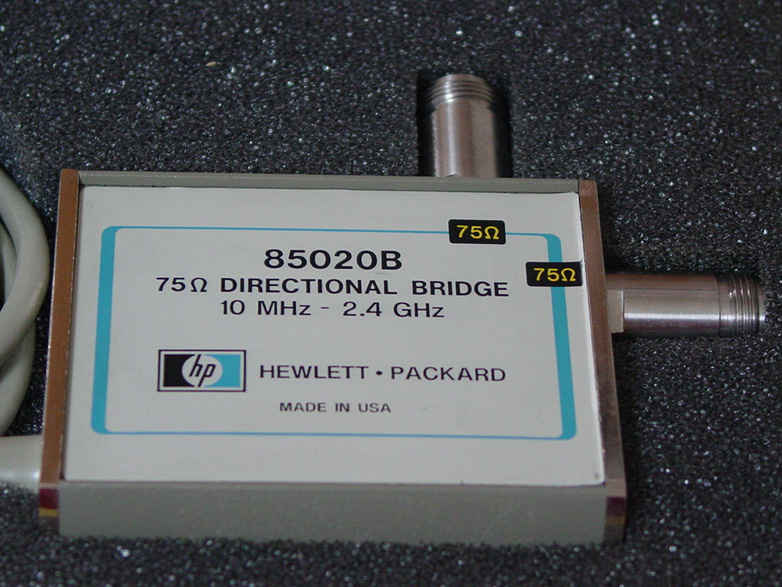 75Ω
85020B
75Ω
75Ω DIRECTIONAL BRIDGE
10 MHz - 2.4 GHz
hp HEWLETT • PACKARD
MADE IN USA